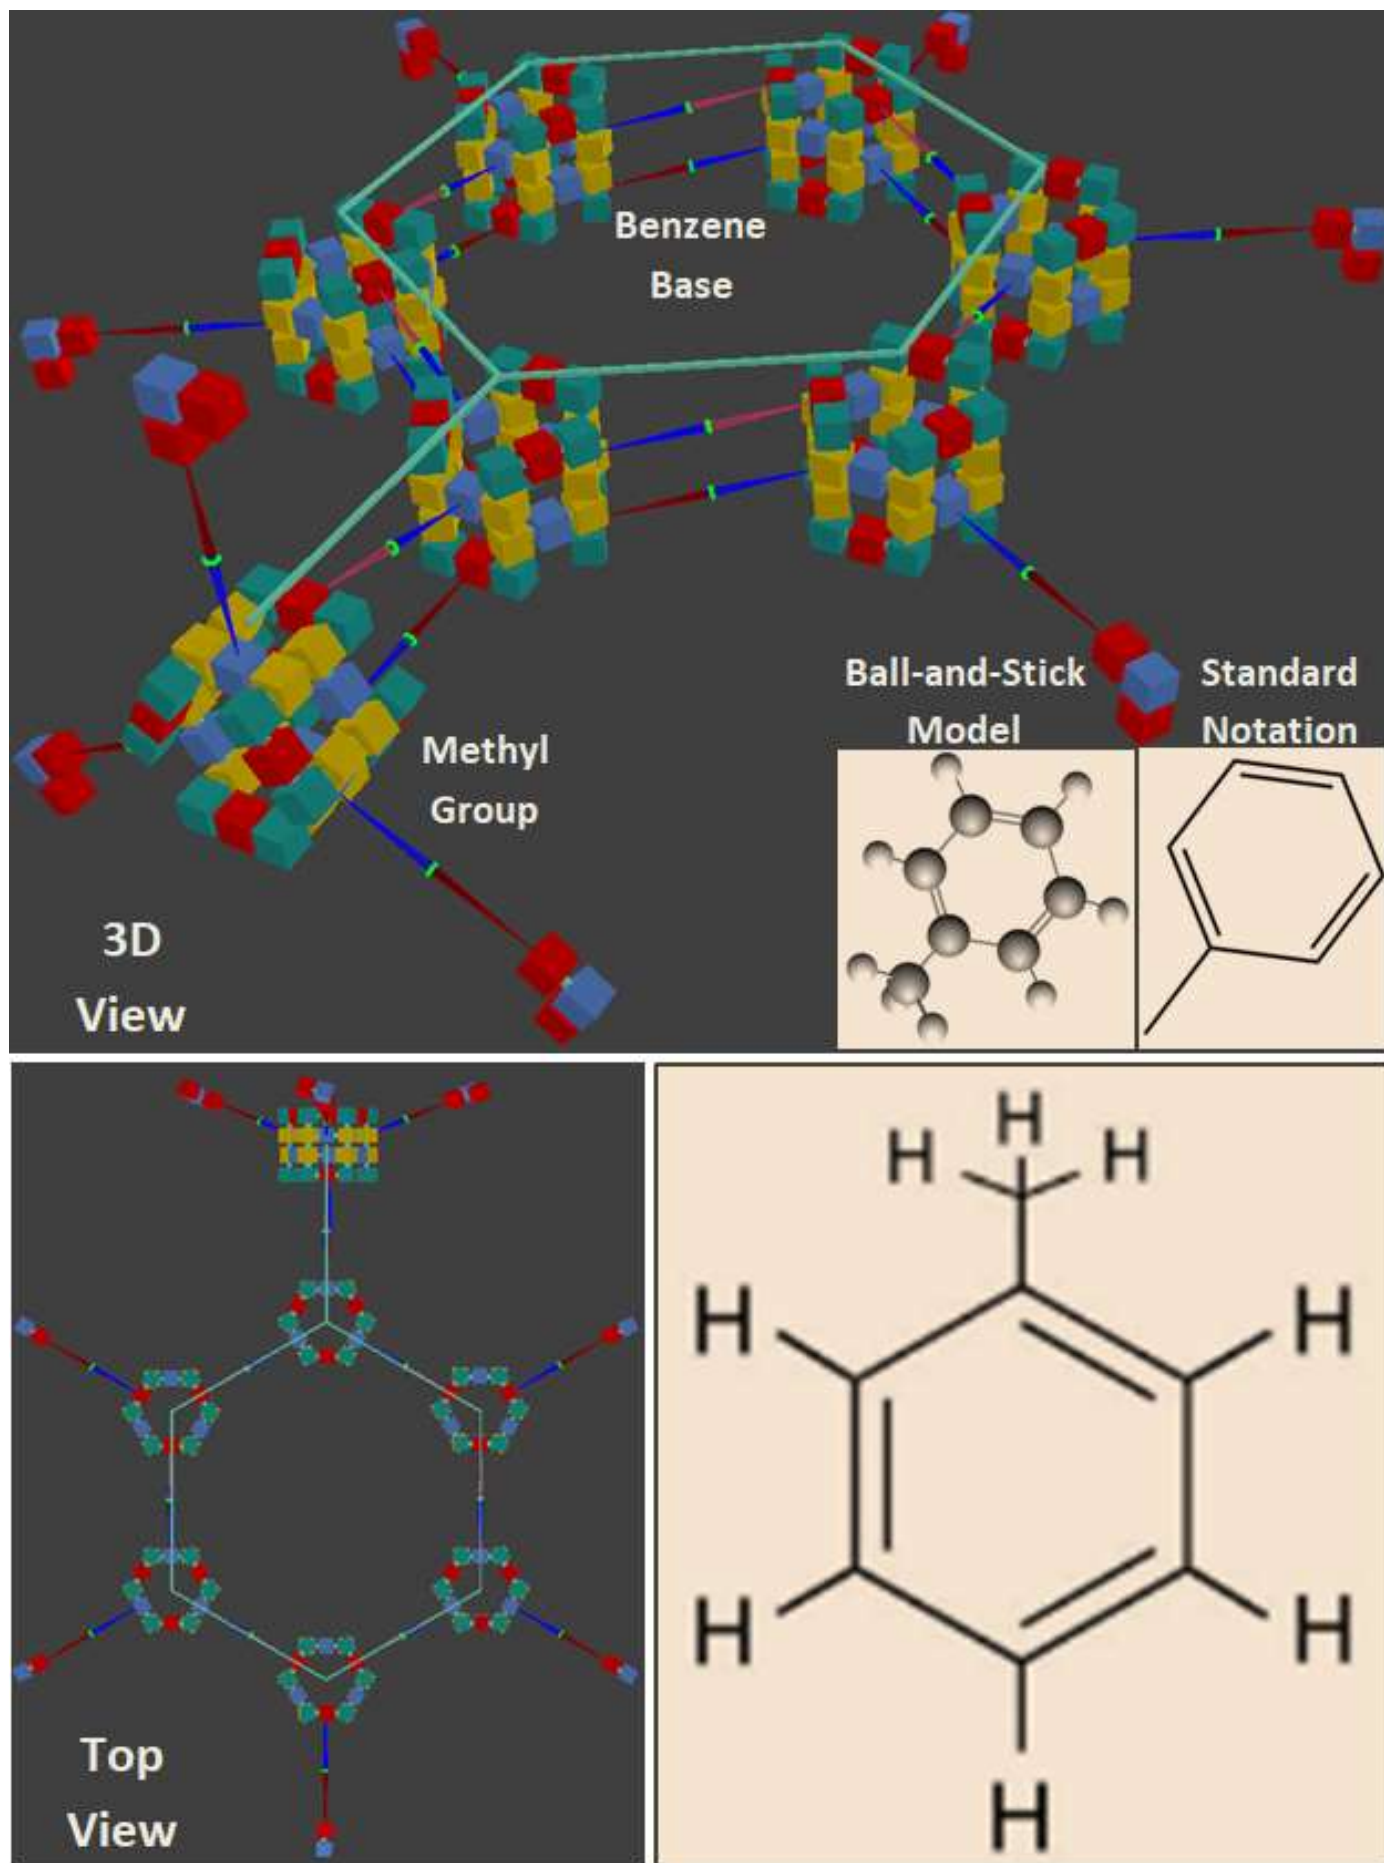 Benzene
Base
Ball-and-Stick
Model
Standard
Notation
Methyl
Group
3D
View
Top
View
H
H H
H H
H H
H